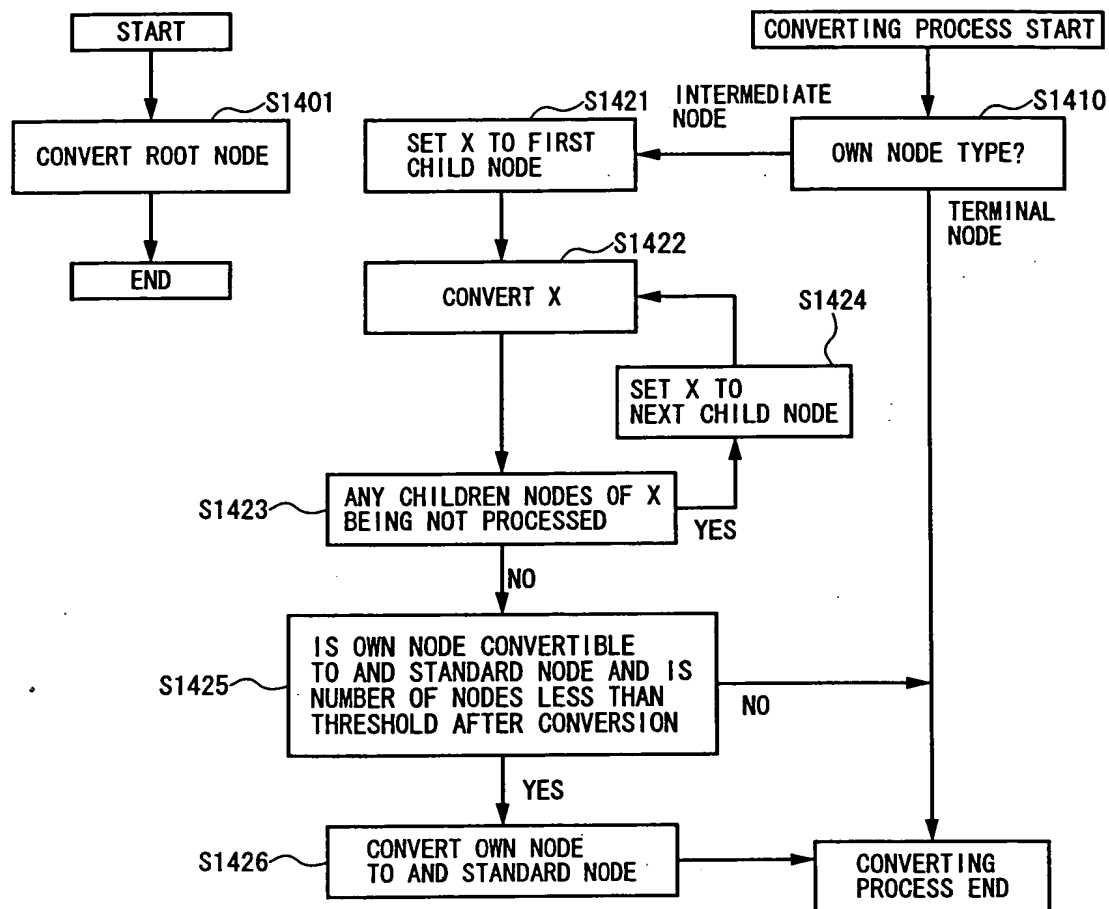 START
S1401
CONVERT ROOT NODE
END
CONVERTING PROCESS START
S1410
OWN NODE TYPE?
INTERMEDIATE
NODE
TERMINAL
NODE
S1421
SET X TO FIRST
CHILD NODE
S1422
CONVERT X
S1424
SET X TO
NEXT CHILD NODE
S1423
ANY CHILDREN NODES OF X
BEING NOT PROCESSED
YES
NO
S1425
IS OWN NODE CONVERTIBLE
TO AND STANDARD NODE AND IS
NUMBER OF NODES LESS THAN
THRESHOLD AFTER CONVERSION
NO
YES
S1426
CONVERT OWN NODE
TO AND STANDARD NODE
CONVERTING
PROCESS END